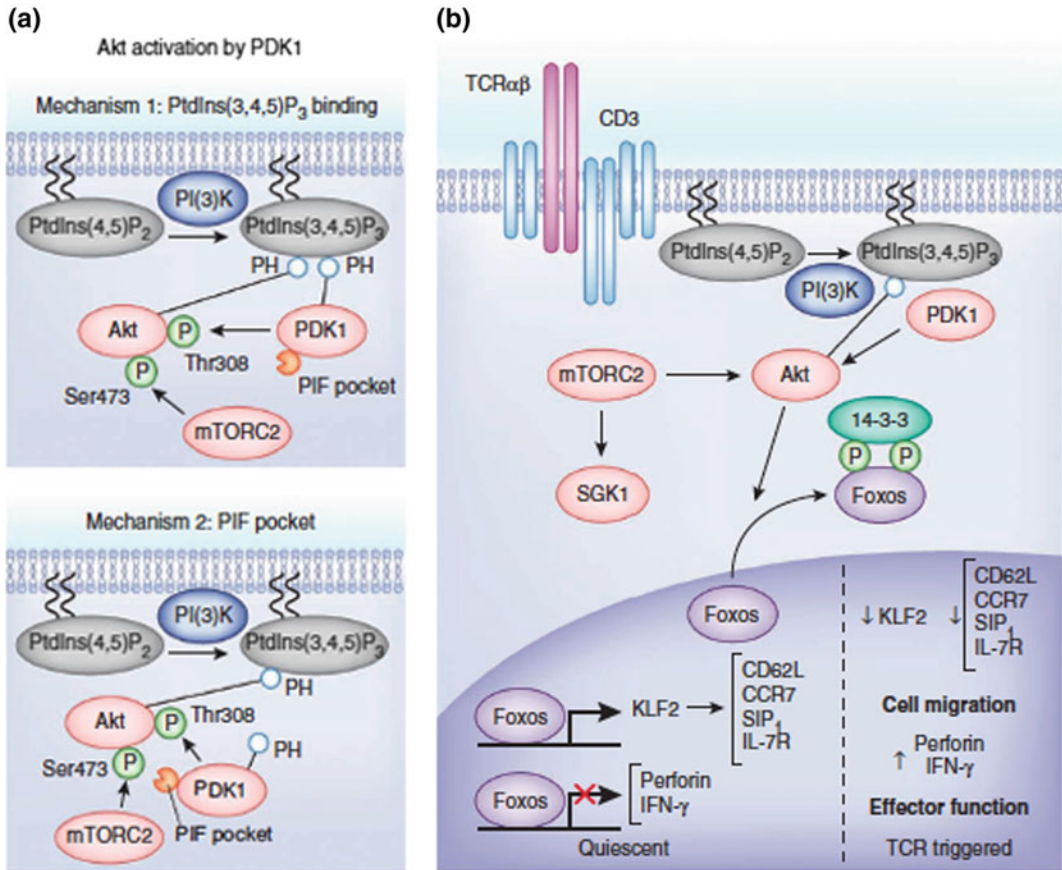 (a)
Akt activation by PDK1
Mechanism 1: PtdIns(3,4,5)P3 binding
PI(3)K
PtdIns(4,5)P2
PtdIns(3,4,5)P3
PH
PH
Akt
P
PDK1
Thr308
P
PIF pocket
Ser473
mTORC2
Mechanism 2: PIF pocket
PI(3)K
PtdIns(4,5)P2
PtdIns(3,4,5)P3
PH
Akt
P
Thr308
PH
Ser473
P
PDK1
mTORC2
PIF pocket
(b)
TCRαβ
CD3
PtdIns(4,5)P2
PtdIns(3,4,5)P3
PI(3)K
PDK1
mTORC2
Akt
14-3-3
P
P
SGK1
Foxos
Foxos
Foxos
KLF2
CD62L
CCR7
SIP1
IL-7R
Foxos
Perforin
IFN-γ
Quiescent
↓ KLF2
↓
CD62L
CCR7
SIP1
IL-7R
Cell migration
↑ Perforin
IFN-γ
Effector function
TCR triggered